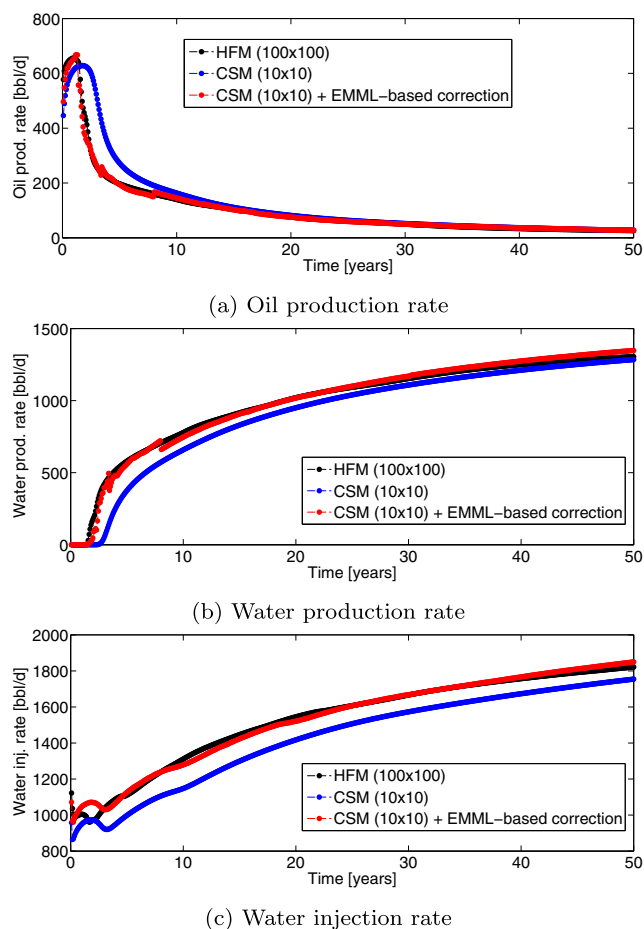 800
600
400
200
0
Oil prod. rate [bbl/d]
HFM (100x100)
CSM (10x10)
CSM (10x10) + EMML-based correction
0 10 20 30 40 50
Time [years]
(a) Oil production rate
1500
1000
500
0
Water prod. rate [bbl/d]
HFM (100x100)
CSM (10x10)
CSM (10x10) + EMML-based correction
0 10 20 30 40 50
Time [years]
(b) Water production rate
2000
1800
1600
1400
1200
1000
800
Water inj. rate [bbl/d]
HFM (100x100)
CSM (10x10)
CSM (10x10) + EMML-based correction
0 10 20 30 40 50
Time [years]
(c) Water injection rate